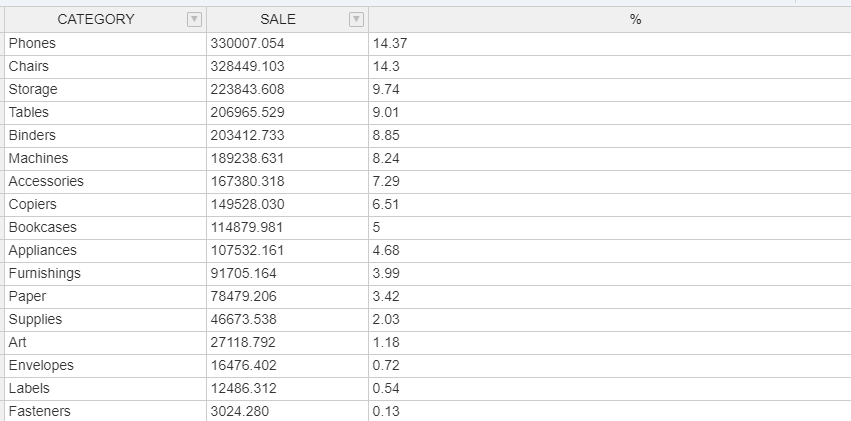 CATEGORY SALE %
Phones 330007.054 14.37
Chairs 328449.103 14.3
Storage 223843.608 9.74
Tables 206965.529 9.01
Binders 203412.733 8.85
Machines 189238.631 8.24
Accessories 167380.318 7.29
Copiers 149528.030 6.51
Bookcases 114879.981 5
Appliances 107532.161 4.68
Furnishings 91705.164 3.99
Paper 78479.206 3.42
Supplies 46673.538 2.03
Art 27118.792 1.18
Envelopes 16476.402 0.72
Labels 12486.312 0.54
Fasteners 3024.280 0.13